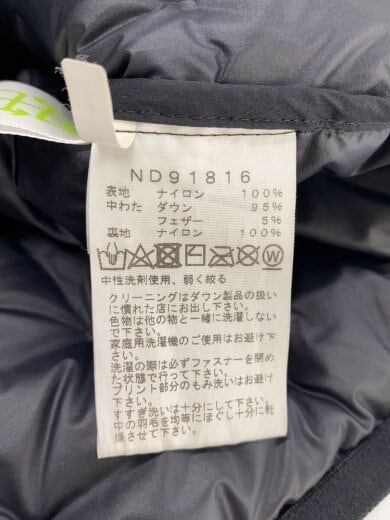 ND91816
表地 ナイロン 100%
中わた ダウン 95%
フェザー 5%
裏地 ナイロン 100%
中性洗剤使用、弱く絞る
クリーニングはダウン製品の扱い
に慣れた店にお出し下さい。
色物は他の物と一緒に洗濯しない
で下さい。
家庭用洗濯機のご使用はお避け下
さい。
洗濯の際は必ずファスナーを閉め
た状態で行って下さい。
プリント部分のもみ洗いはお避け
下さい。
すすぎ洗いは十分にして下さい。
中の羽毛を均等にほぐし十分に乾
燥させて下さい。